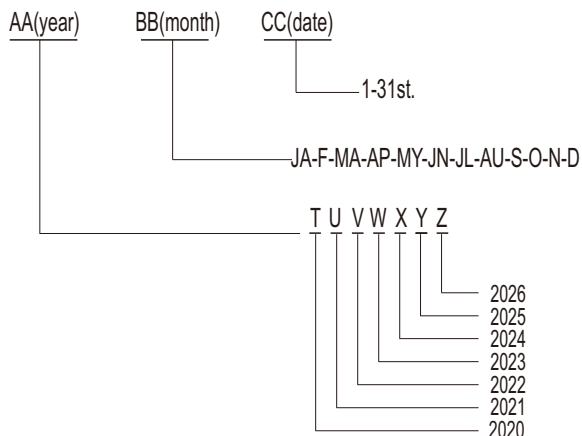 AA(year) BB(month) CC(date)
1-31st.
JA-F-MA-AP-MY-JN-JL-AU-S-O-N-D
T U V W X Y Z
2026
2025
2024
2023
2022
2021
2020